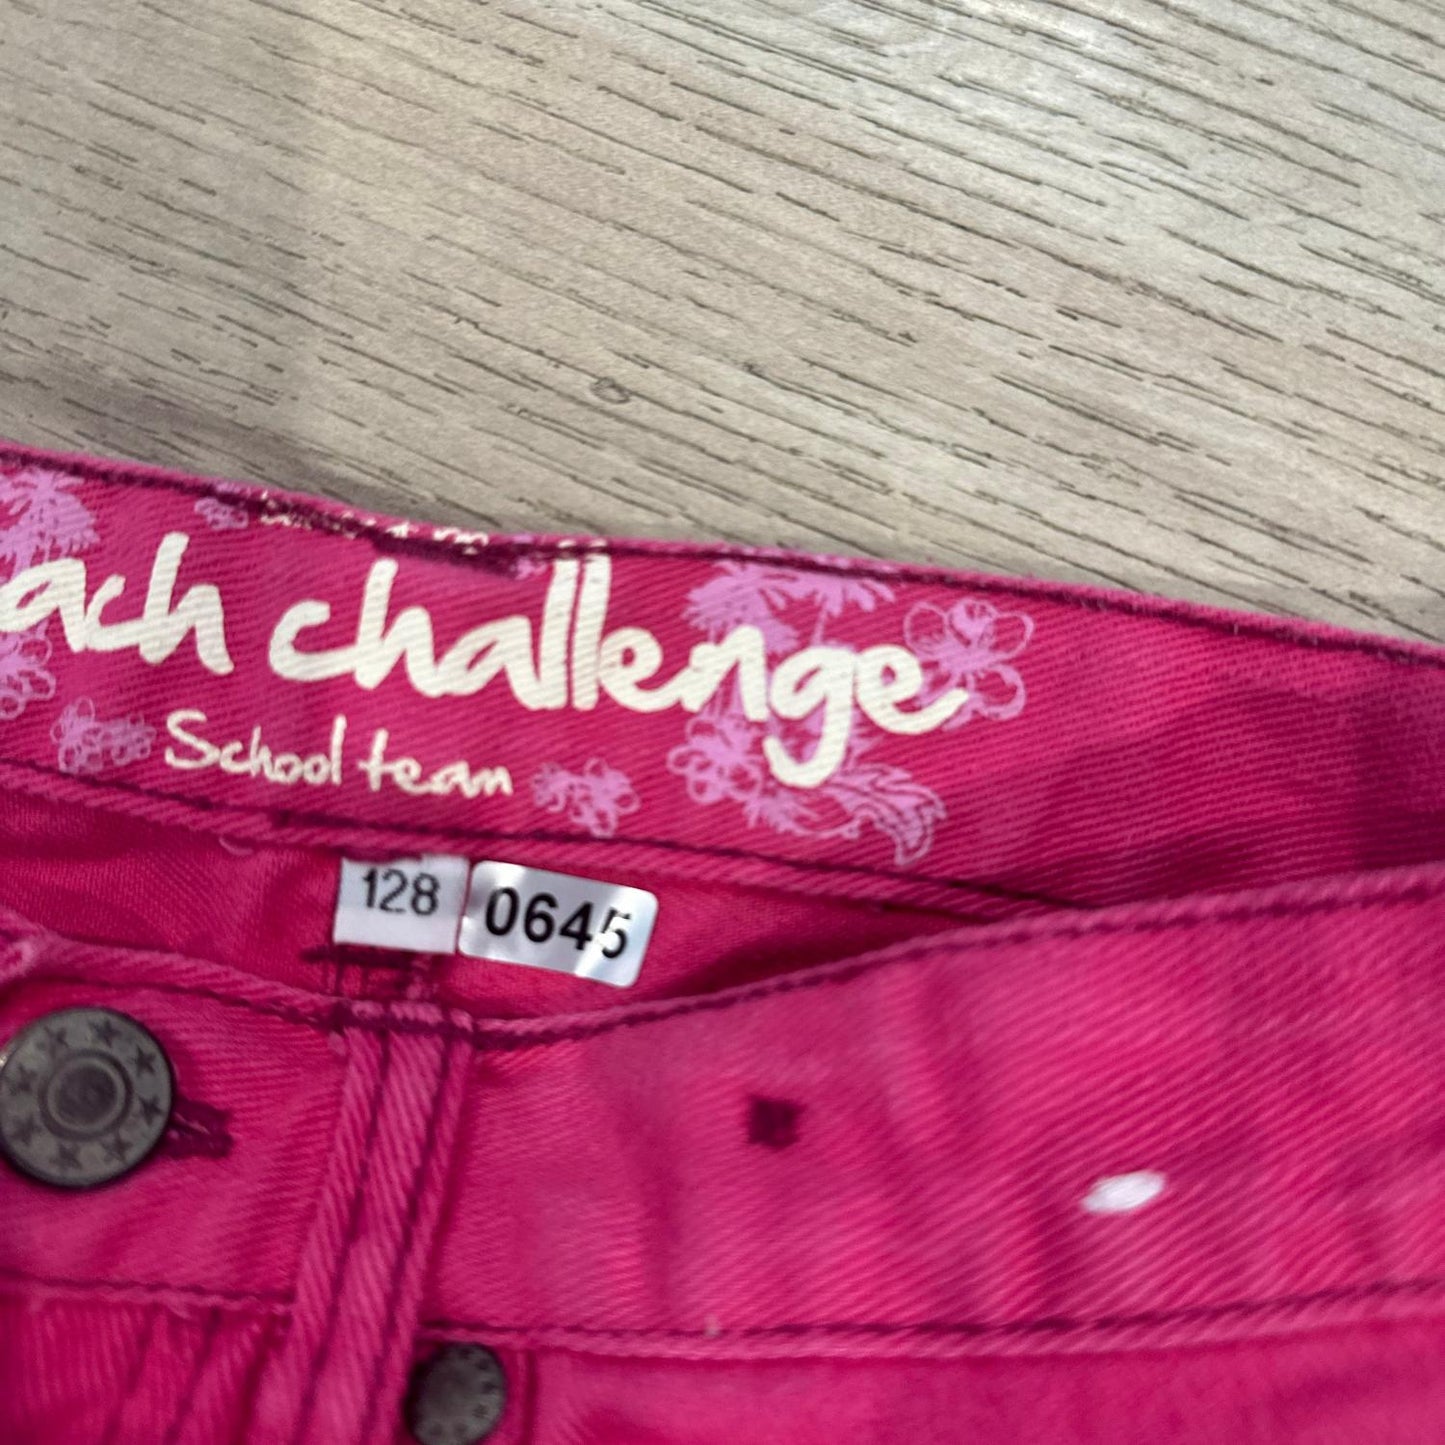 ach challenge
School team
128
0645